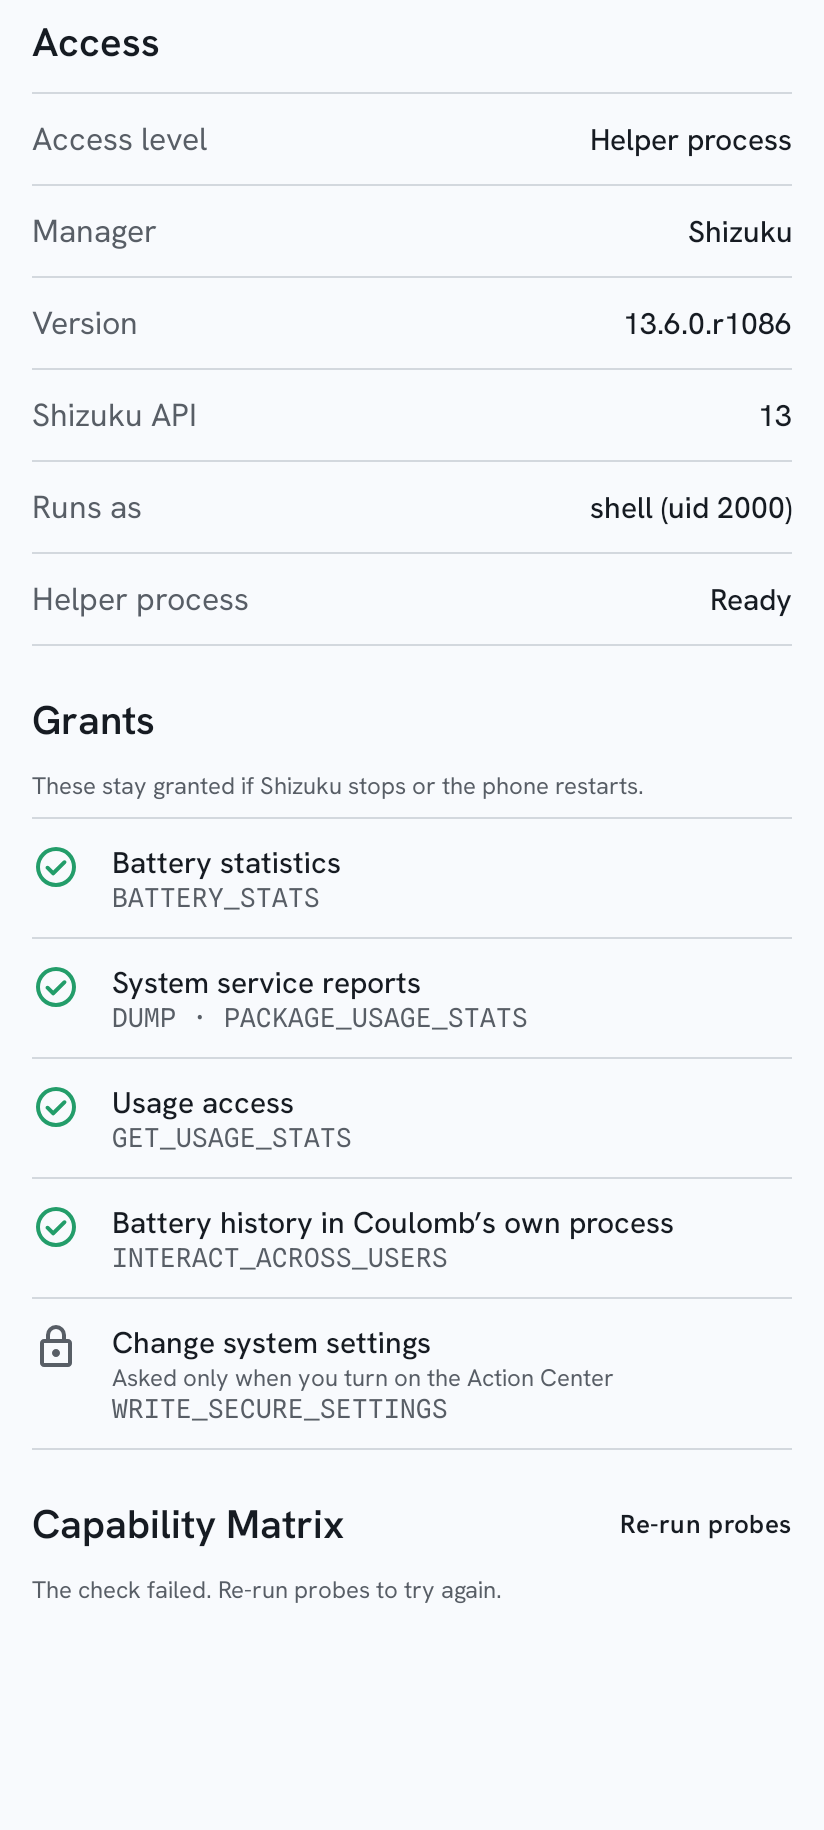 Access
Access level
Helper process
Manager
Shizuku
Version
13.6.0.r1086
Shizuku API
13
Runs as
shell (uid 2000)
Helper process
Ready
Grants
These stay granted if Shizuku stops or the phone restarts.
Battery statistics
BATTERY_STATS
System service reports
DUMP · PACKAGE_USAGE_STATS
Usage access
GET_USAGE_STATS
Battery history in Coulomb’s own process
INTERACT_ACROSS_USERS
Change system settings
Asked only when you turn on the Action Center
WRITE_SECURE_SETTINGS
Capability Matrix
Re-run probes
The check failed. Re-run probes to try again.